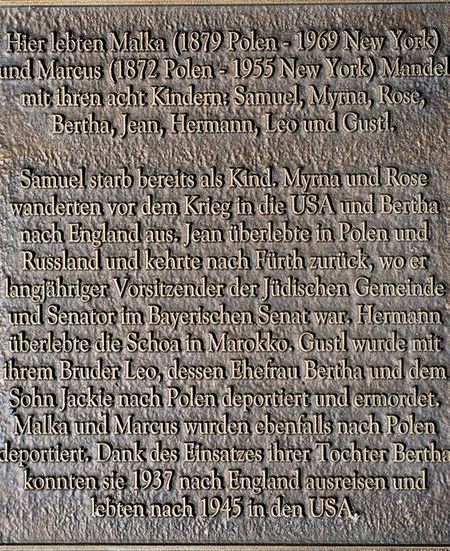 Hier lebten Malka (1879 Polen - 1969 New York)
und Marcus (1872 Polen - 1955 New York) Mandel
mit ihren acht Kindern: Samuel, Myrna, Rose,
Bertha, Jean, Hermann, Leo und Gustl.
Samuel starb bereits als Kind. Myrna und Rose
wanderten vor dem Krieg in die USA und Bertha
nach England aus. Jean überlebte in Polen und
Russland und kehrte nach Fürth zurück, wo er
langjähriger Vorsitzender der Jüdischen Gemeinde
und Senator im Bayerischen Senat war. Hermann
überlebte die Schoa in Marokko. Gustl wurde mit
ihrem Bruder Leo, dessen Ehefrau Bertha und dem
Sohn Jackie nach Polen deportiert und ermordet.
Malka und Marcus wurden ebenfalls nach Polen
deportiert. Dank des Einsatzes ihrer Tochter Bertha
konnten sie 1937 nach England ausreisen und
lebten nach 1945 in den USA.